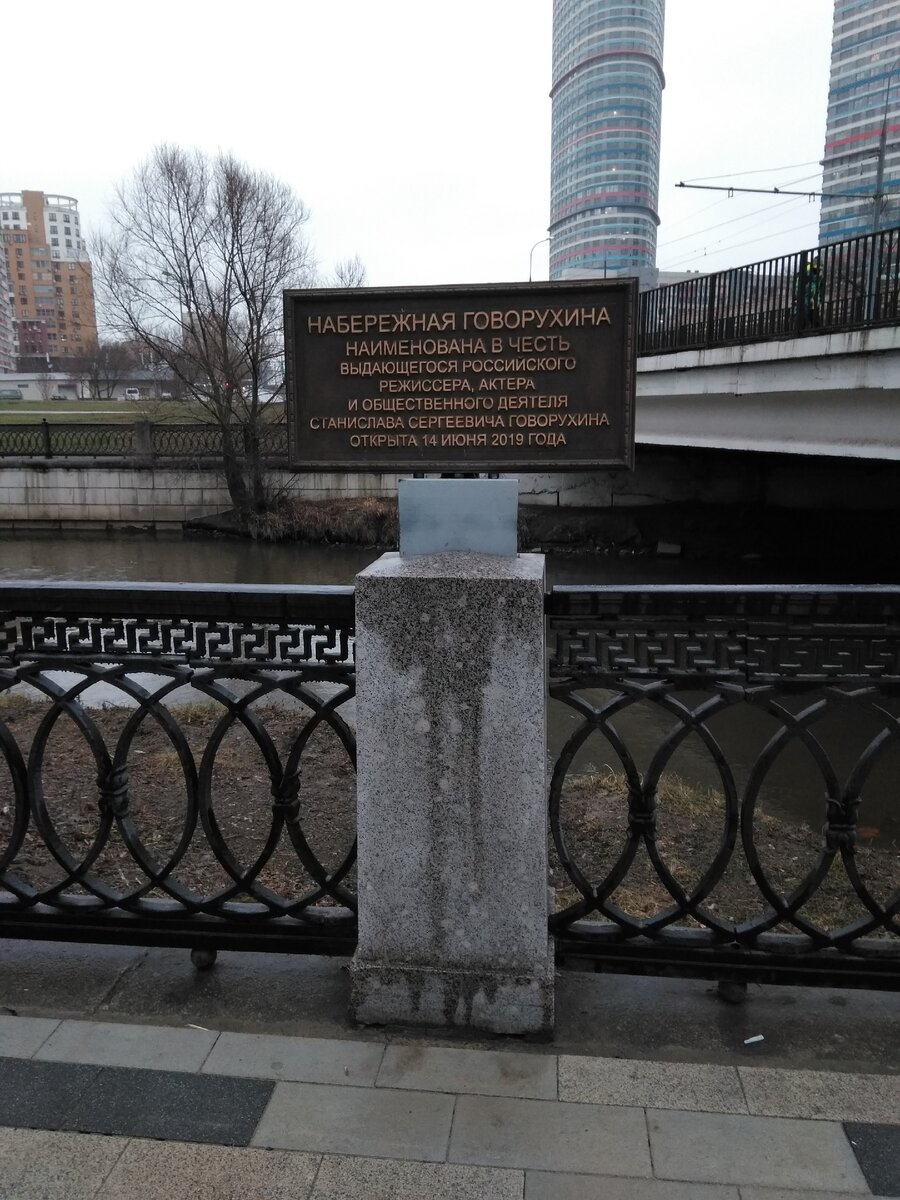 НАБЕРЕЖНАЯ ГОВОРУХИНА
НАИМЕНОВАНА В ЧЕСТЬ
ВЫДАЮЩЕГОСЯ РОССИЙСКОГО
РЕЖИССЕРА, АКТЕРА
И ОБЩЕСТВЕННОГО ДЕЯТЕЛЯ
СТАНИСЛАВА СЕРГЕЕВИЧА ГОВОРУХИНА
ОТКРЫТА 14 ИЮНЯ 2019 ГОДА